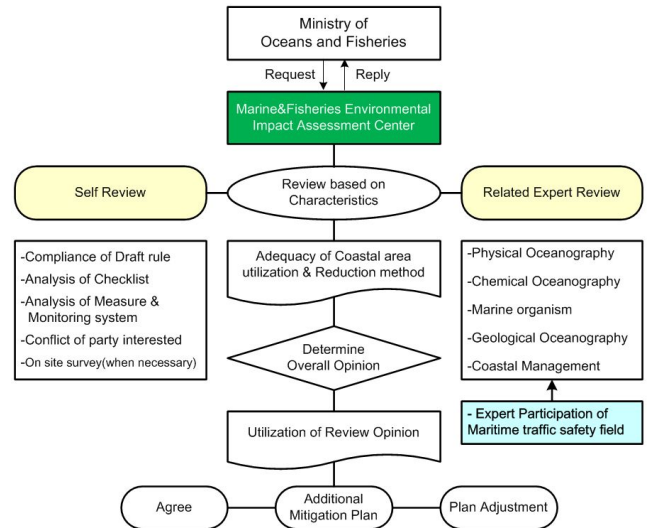 Ministry of
Oceans and Fisheries
Request
Reply
Marine&Fisheries Environmental
Impact Assessment Center
Self Review
Review based on
Characteristics
Related Expert Review
-Compliance of Draft rule
-Analysis of Checklist
-Analysis of Measure &
Monitoring system
-Conflict of party interested
-On site survey(when necessary)
Adequacy of Coastal area
utilization & Reduction method
-Physical Oceanography
-Chemical Oceanography
-Marine organism
-Geological Oceanography
-Coastal Management
Determine
Overall Opinion
- Expert Participation of
Maritime traffic safety field
Utilization of Review Opinion
Agree
Additional
Mitigation Plan
Plan Adjustment